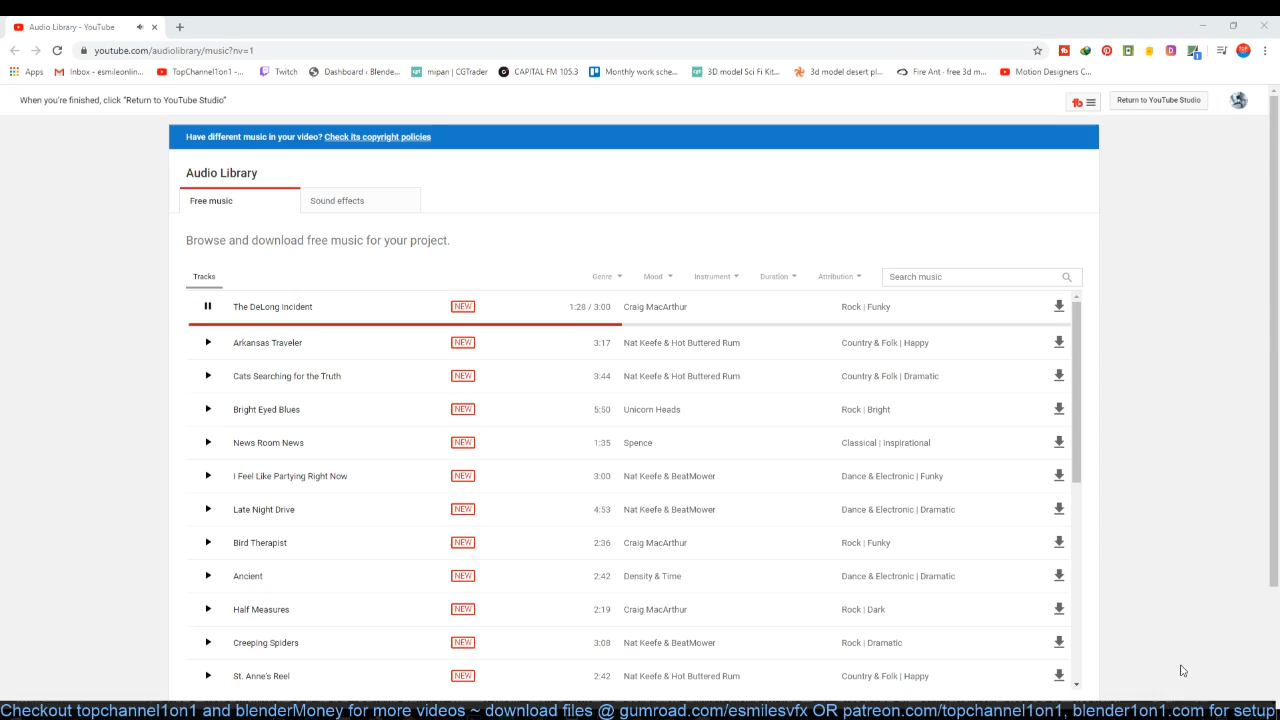 Audio Library - YouTube
youtube.com/audiolibrary/music?nv=1
Apps Inbox - esmileonlin... TopChannel1on1 -... Twitch Dashboard ‹ Blende... mipan | CGTrader CAPITAL FM 105.3 Monthly work sche... 3D model Sci Fi Kit... 3d model desert pl... Fire Ant · free 3d m... Motion Designers C...
When you're finished, click "Return to YouTube Studio" Return to YouTube Studio
Have different music in your video? Check its copyright policies
Audio Library
Free music Sound effects
Browse and download free music for your project.
Tracks Genre Mood Instrument Duration Attribution Search music
The DeLong Incident NEW 1:28 / 3:00 Craig MacArthur Rock | Funky
Arkansas Traveler NEW 3:17 Nat Keefe & Hot Buttered Rum Country & Folk | Happy
Cats Searching for the Truth NEW 3:44 Nat Keefe & Hot Buttered Rum Country & Folk | Dramatic
Bright Eyed Blues NEW 5:50 Unicorn Heads Rock | Bright
News Room News NEW 1:35 Spence Classical | Inspirational
I Feel Like Partying Right Now NEW 3:00 Nat Keefe & BeatMower Dance & Electronic | Funky
Late Night Drive NEW 4:53 Nat Keefe & BeatMower Dance & Electronic | Dramatic
Bird Therapist NEW 2:36 Craig MacArthur Rock | Funky
Ancient NEW 2:42 Density & Time Dance & Electronic | Dramatic
Half Measures NEW 2:19 Craig MacArthur Rock | Dark
Creeping Spiders NEW 3:08 Nat Keefe & BeatMower Rock | Dramatic
St. Anne's Reel NEW 2:42 Nat Keefe & Hot Buttered Rum Country & Folk | Happy
Checkout topchannel1on1 and blenderMoney for more videos ~ download files @ gumroad.com/esmilesvfx OR patreon.com/topchannel1on1, blender1on1.com for setup